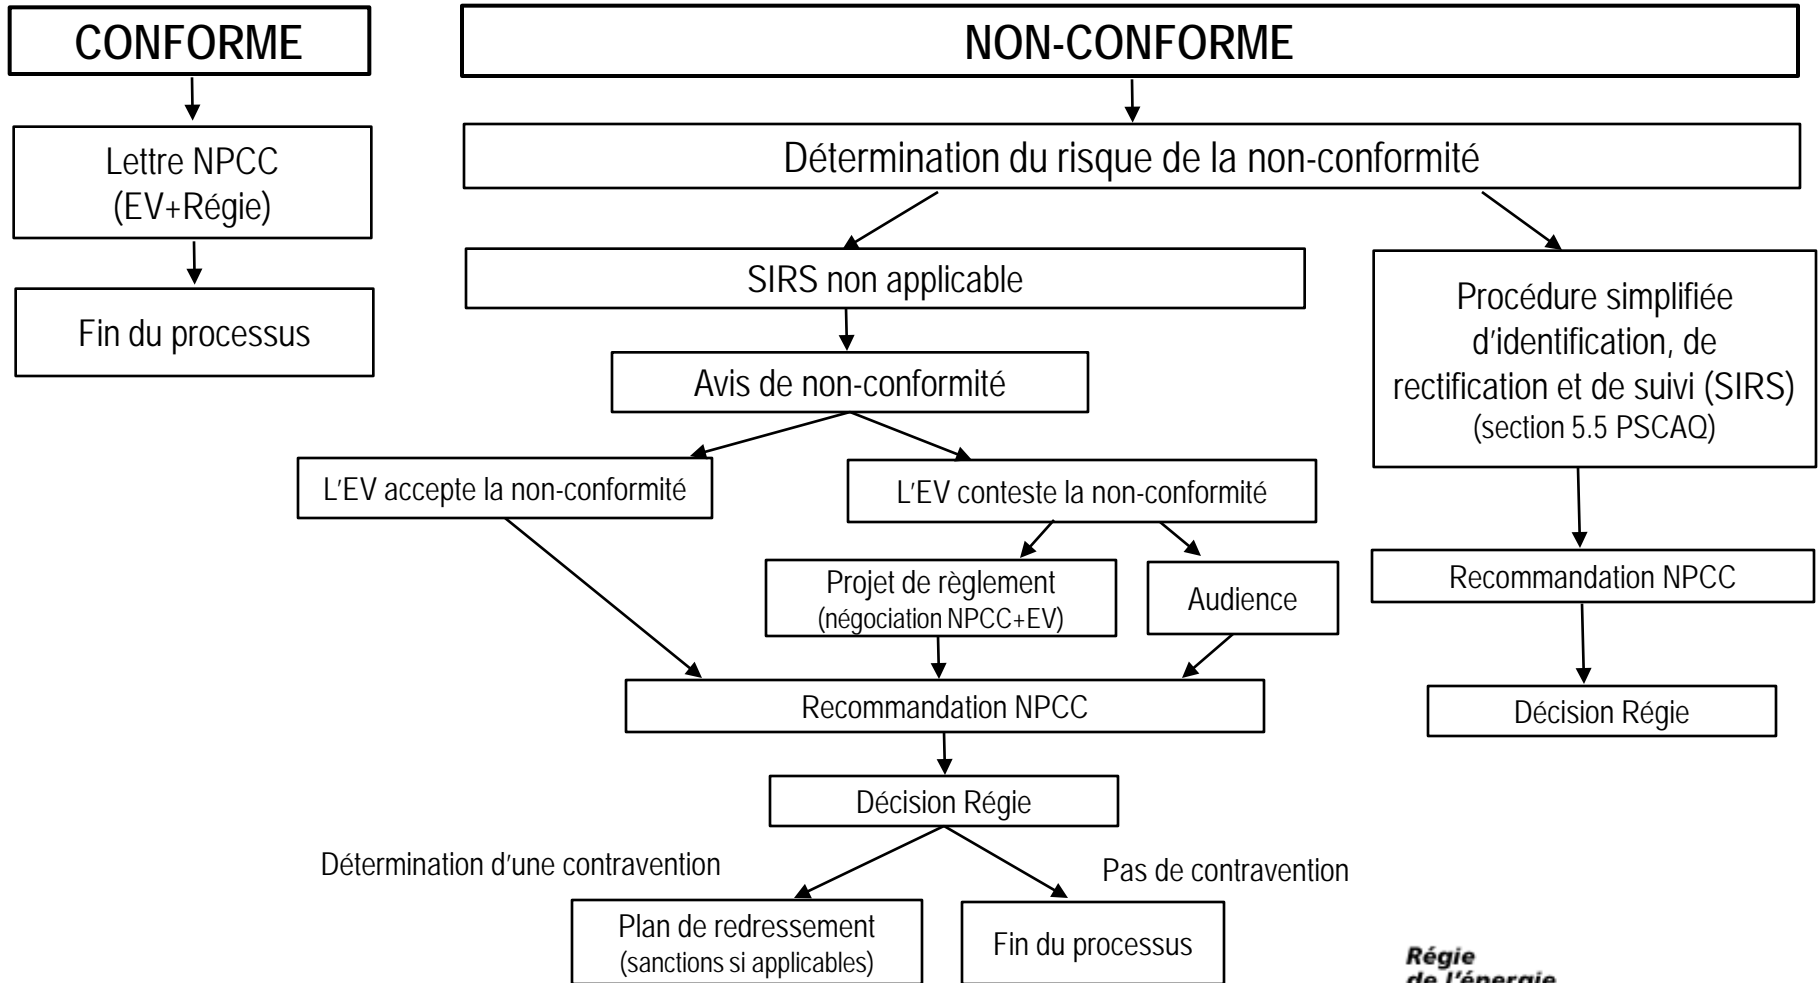 CONFORME
Lettre NPCC
(EV+Régie)
Fin du processus
NON-CONFORME
Détermination du risque de la non-conformité
SIRS non applicable
Avis de non-conformité
L'EV accepte la non-conformité
L'EV conteste la non-conformité
Projet de règlement
(négociation NPCC+EV)
Audience
Recommandation NPCC
Décision Régie
Détermination d'une contravention
Pas de contravention
Plan de redressement
(sanctions si applicables)
Fin du processus
Procédure simplifiée
d'identification, de
rectification et de suivi (SIRS)
(section 5.5 PSCAQ)
Recommandation NPCC
Décision Régie
Régie
de l'énergie